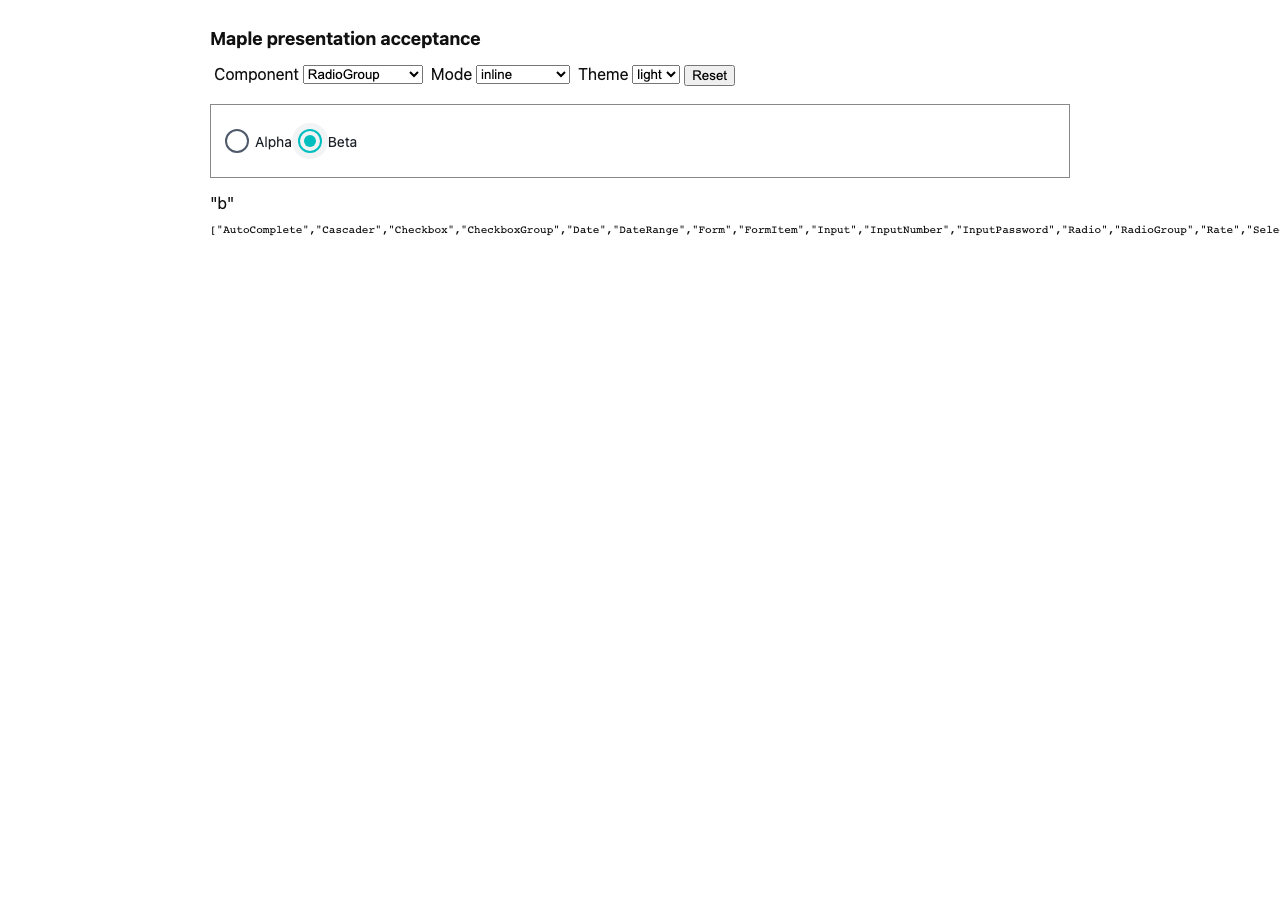 Maple presentation acceptance
Component RadioGroup Mode inline Theme light Reset
Alpha Beta
"b"
["AutoComplete","Cascader","Checkbox","CheckboxGroup","Date","DateRange","Form","FormItem","Input","InputNumber","InputPassword","Radio","RadioGroup","Rate","Sele